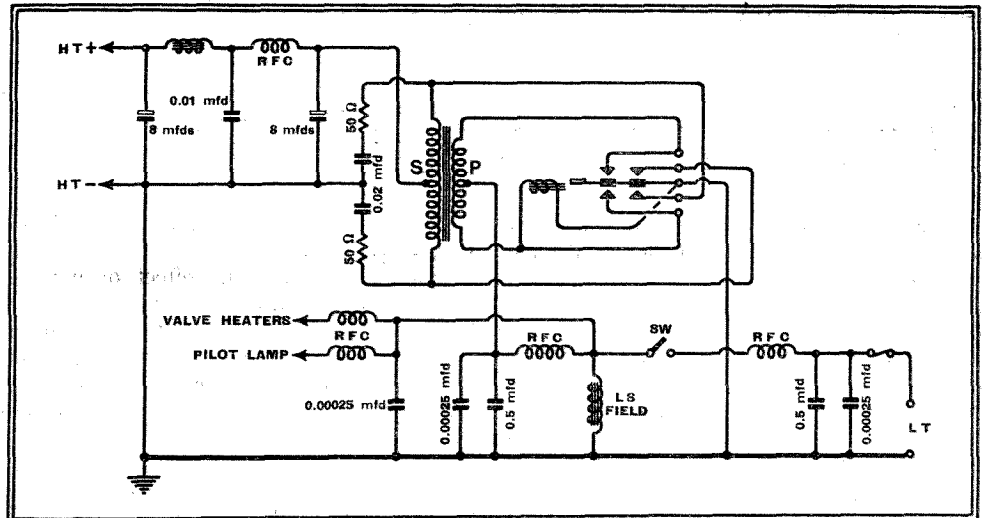 HT+
RFC
0.01 mfd
8 mfds
8 mfds
50 Ω
S
P
HT-
0.02 mfd
50 Ω
VALVE HEATERS
RFC
PILOT LAMP
RFC
SW
RFC
0.00025 mfd
0.00025 mfd
0.5 mfd
LS
FIELD
0.5 mfd
0.00025 mfd
LT